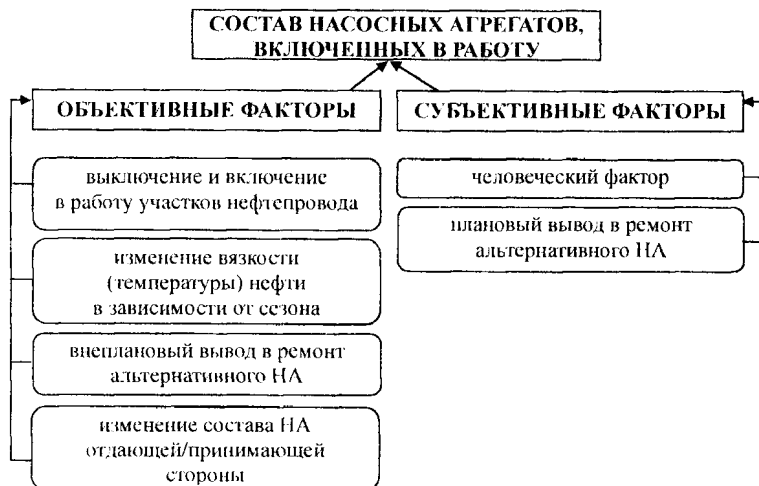 СОСТАВ НАСОСНЫХ АГРЕГАТОВ,
ВКЛЮЧЕННЫХ В РАБОТУ
ОБЪЕКТИВНЫЕ ФАКТОРЫ
выключение и включение
в работу участков нефтепровода
изменение вязкости
(температуры) нефти
в зависимости от сезона
внеплановый вывод в ремонт
альтернативного НА
изменение состава НА
отдающей/принимающей
стороны
СУБЪЕКТИВНЫЕ ФАКТОРЫ
человеческий фактор
плановый вывод в ремонт
альтернативного НА